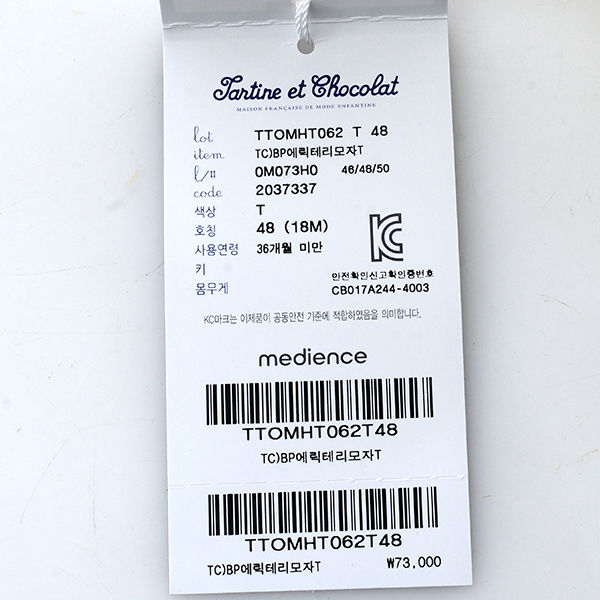 Tartine et Chocolat
MAISON FRANÇAISE DE MODE ENFANTINE
lot TTOMHT062 T 48
item TC)BP에릭테리모자T
l/# 0M073H0 46/48/50
code 2037337
색상 T
호칭 48 (18M)
사용연령 36개월 미만
키
몸무게
KC
안전확인신고확인증번호
CB017A244-4003
KC마크는 이제품이 공동안전 기준에 적합하였음을 의미합니다.
medience
TTOMHT062T48
TC)BP에릭테리모자T
TTOMHT062T48
TC)BP에릭테리모자T ₩73,000